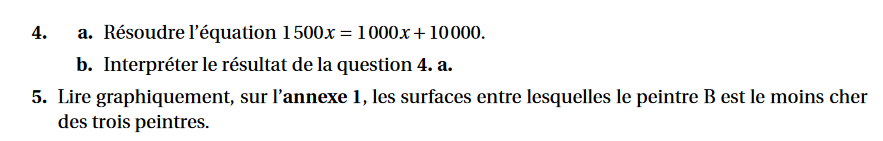 4. a. Résoudre l'équation 1500x = 1000x + 10000.
b. Interpréter le résultat de la question 4. a.
5. Lire graphiquement, sur l'annexe 1, les surfaces entre lesquelles le peintre B est le moins cher
des trois peintres.